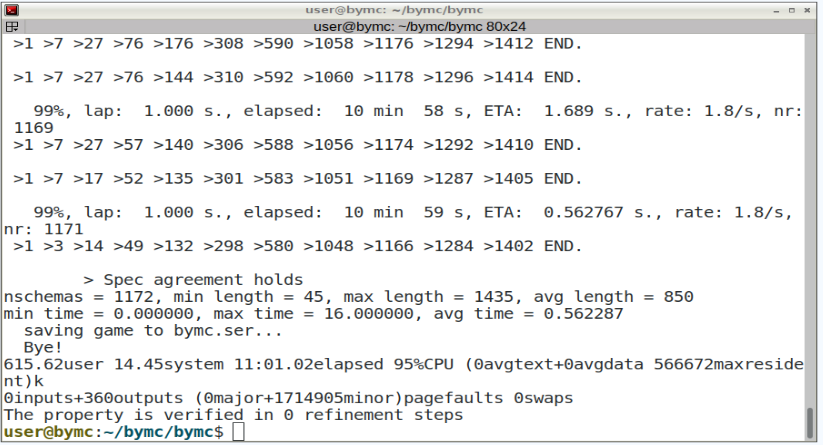 user@bymc: ~/bymc/bymc
user@bymc: ~/bymc/bymc 80x24
>1 >7 >27 >76 >176 >308 >590 >1058 >1176 >1294 >1412 END.
>1 >7 >27 >76 >144 >310 >592 >1060 >1178 >1296 >1414 END.
99%, lap:  1.000 s., elapsed:  10 min  58 s, ETA:  1.689 s., rate: 1.8/s, nr:
1169
>1 >7 >27 >57 >140 >306 >588 >1056 >1174 >1292 >1410 END.
>1 >7 >17 >52 >135 >301 >583 >1051 >1169 >1287 >1405 END.
99%, lap:  1.000 s., elapsed:  10 min  59 s, ETA:  0.562767 s., rate: 1.8/s,
nr: 1171
>1 >3 >14 >49 >132 >298 >580 >1048 >1166 >1284 >1402 END.
> Spec agreement holds
nschemas = 1172, min length = 45, max length = 1435, avg length = 850
min time = 0.000000, max time = 16.000000, avg time = 0.562287
saving game to bymc.ser...
Bye!
615.62user 14.45system 11:01.02elapsed 95%CPU (0avgtext+0avgdata 566672maxreside
nt)k
0inputs+360outputs (0major+1714905minor)pagefaults 0swaps
The property is verified in 0 refinement steps
user@bymc:~/bymc/bymc$